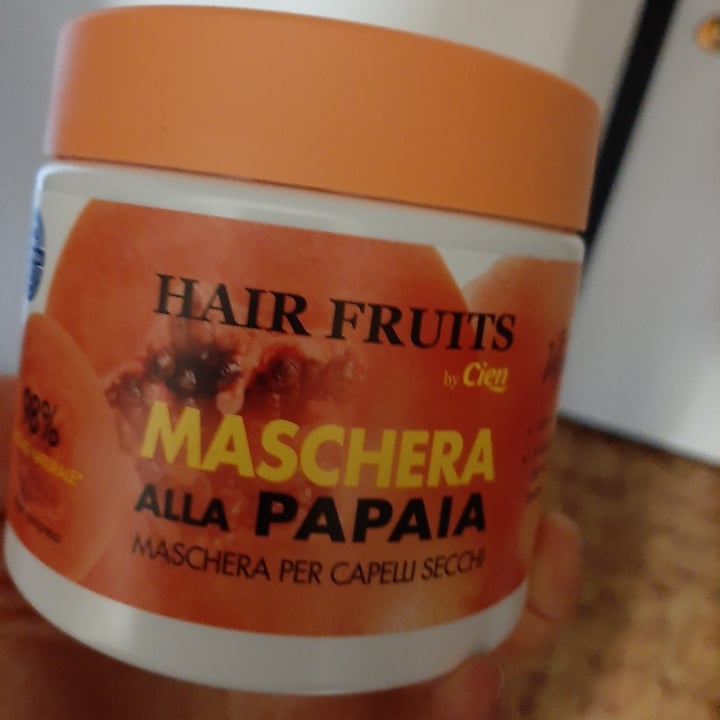 HAIR FRUITS
by Cien
MASCHERA
ALLA PAPAIA
MASCHERA PER CAPELLI SECCHI
98%